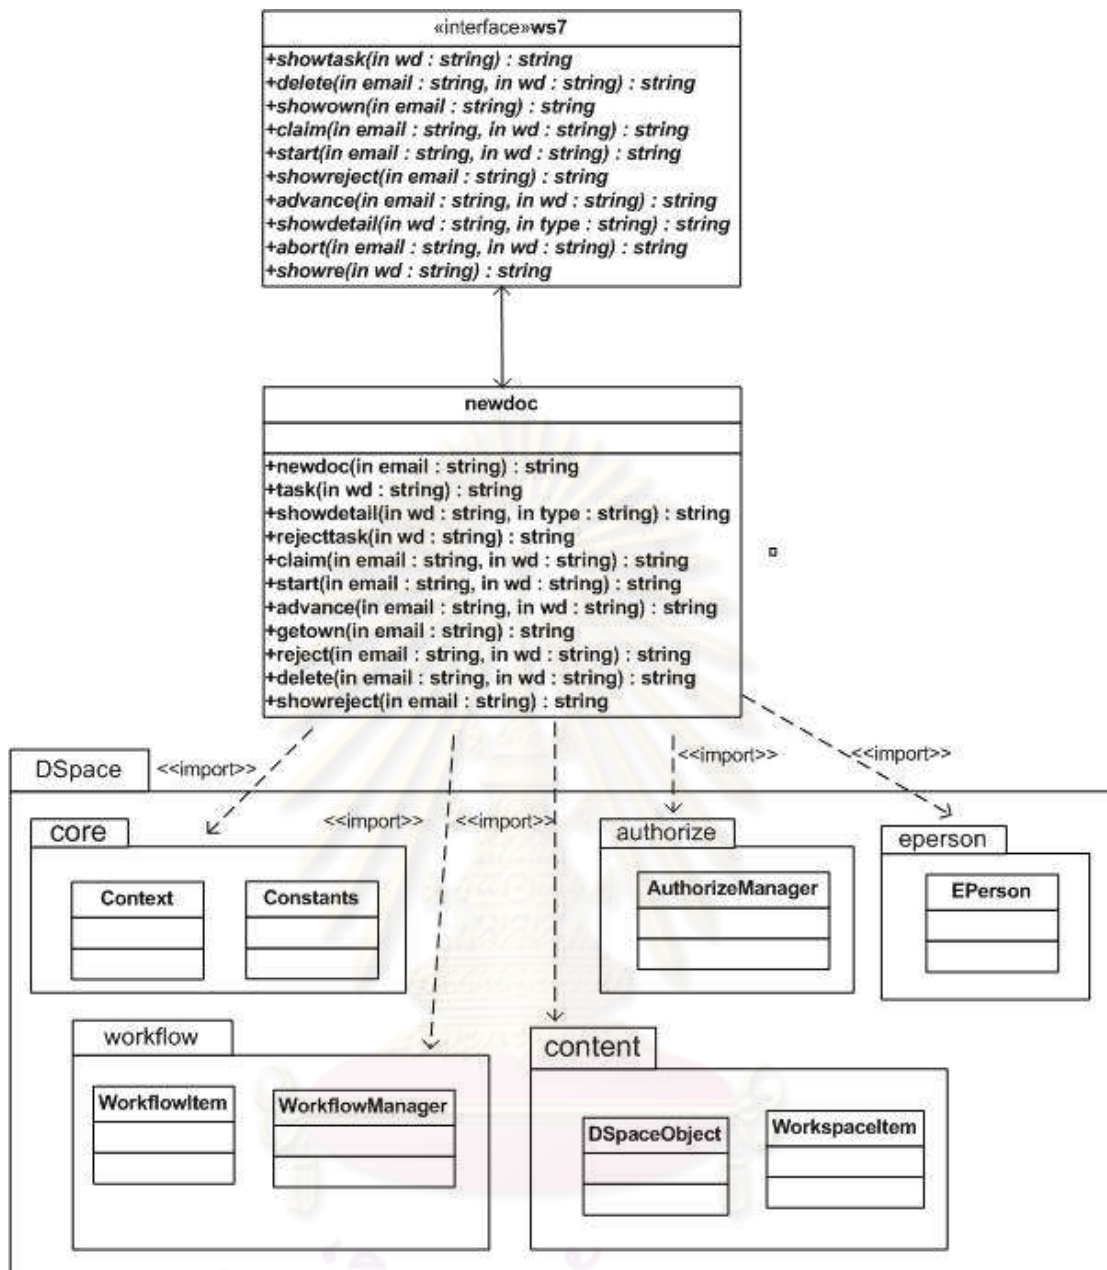 «interface»ws7
+showtask(in wd : string) : string
+delete(in email : string, in wd : string) : string
+showown(in email : string) : string
+claim(in email : string, in wd : string) : string
+start(in email : string, in wd : string) : string
+showreject(in email : string) : string
+advance(in email : string, in wd : string) : string
+showdetail(in wd : string, in type : string) : string
+abort(in email : string, in wd : string) : string
+showre(in wd : string) : string
newdoc
+newdoc(in email : string) : string
+task(in wd : string) : string
+showdetail(in wd : string, in type : string) : string
+rejecttask(in wd : string) : string
+claim(in email : string, in wd : string) : string
+start(in email : string, in wd : string) : string
+advance(in email : string, in wd : string) : string
+getown(in email : string) : string
+reject(in email : string, in wd : string) : string
+delete(in email : string, in wd : string) : string
+showreject(in email : string) : string
DSpace
<<import>>
<<import>>
<<import>>
<<import>>
<<import>>
core
Context
Constants
authorize
AuthorizeManager
eperson
EPerson
workflow
WorkflowItem
WorkflowManager
content
DSpaceObject
WorkspaceItem